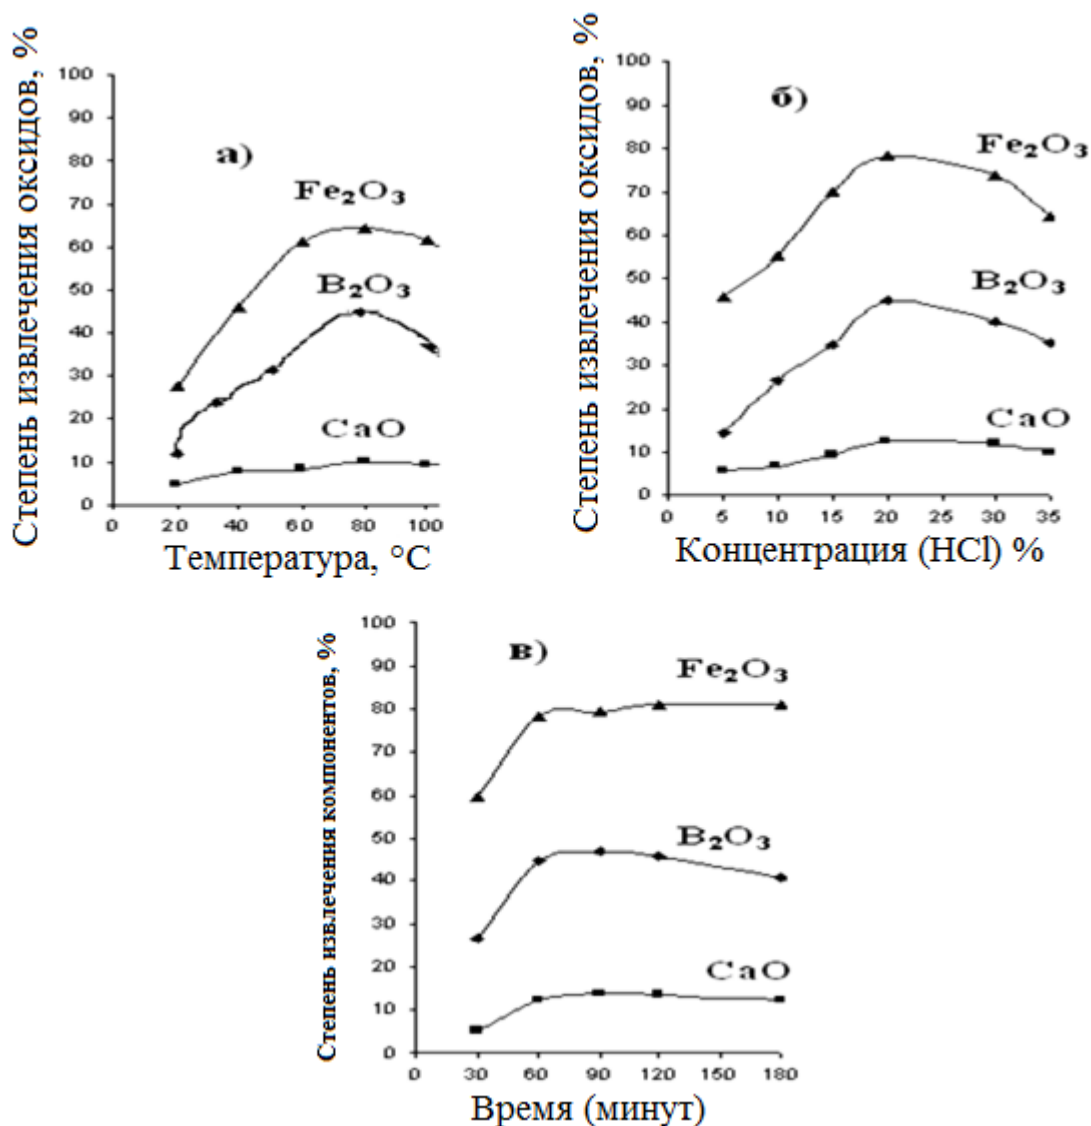 Степень извлечения оксидов, %
100
90
80
70
60
50
40
30
20
10
0
а)
Fe₂O₃
B₂O₃
CaO
0 20 40 60 80 100
Температура, °C
Степень извлечения оксидов, %
100
90
80
70
60
50
40
30
20
10
0
б)
Fe₂O₃
B₂O₃
CaO
0 5 10 15 20 25 30 35
Концентрация (HCl) %
Степень извлечения компонентов, %
100
90
80
70
60
50
40
30
20
10
0
в)
Fe₂O₃
B₂O₃
CaO
0 30 60 90 120 150 180
Время (минут)